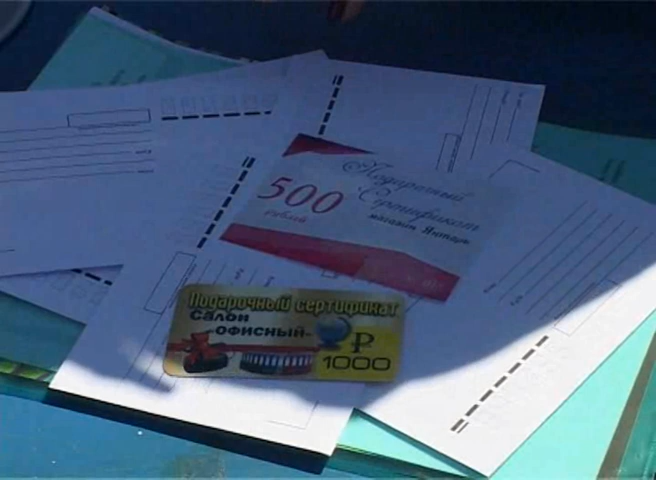 Подарочный
Сертификат
500
рублей
магазин Янтарь
Подарочный сертификат
Салон
офисный
₽
1000